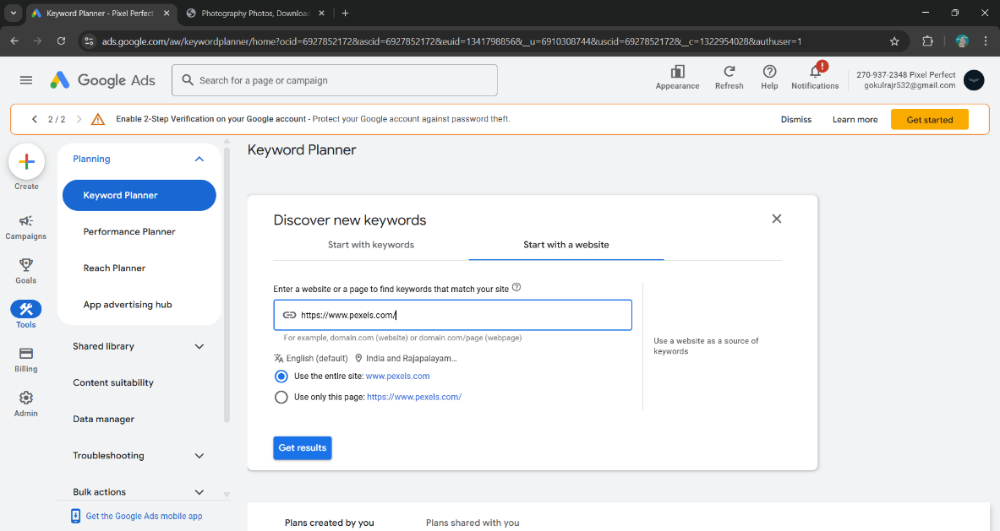 Keyword Planner - Pixel Perfect
Photography Photos, Download
ads.google.com/aw/keywordplanner/home?ocid=6927852172&ascid=6927852172&euid=1341798856&__u=6910308744&uscid=6927852172&__c=1322954028&authuser=1
Google Ads
Search for a page or campaign
Appearance
Refresh
Help
Notifications
270-937-2348 Pixel Perfect
gokulrajr532@gmail.com
2 / 2
Enable 2-Step Verification on your Google account - Protect your Google account against password theft.
Dismiss
Learn more
Get started
Create
Campaigns
Goals
Tools
Billing
Admin
Planning
Keyword Planner
Performance Planner
Reach Planner
App advertising hub
Shared library
Content suitability
Data manager
Troubleshooting
Bulk actions
Get the Google Ads mobile app
Keyword Planner
Discover new keywords
Start with keywords
Start with a website
Enter a website or a page to find keywords that match your site
https://www.pexels.com/
For example, domain.com (website) or domain.com/page (webpage)
English (default) India and Rajapalayam...
Use the entire site: www.pexels.com
Use only this page: https://www.pexels.com/
Use a website as a source of
keywords
Get results
Plans created by you
Plans shared with you